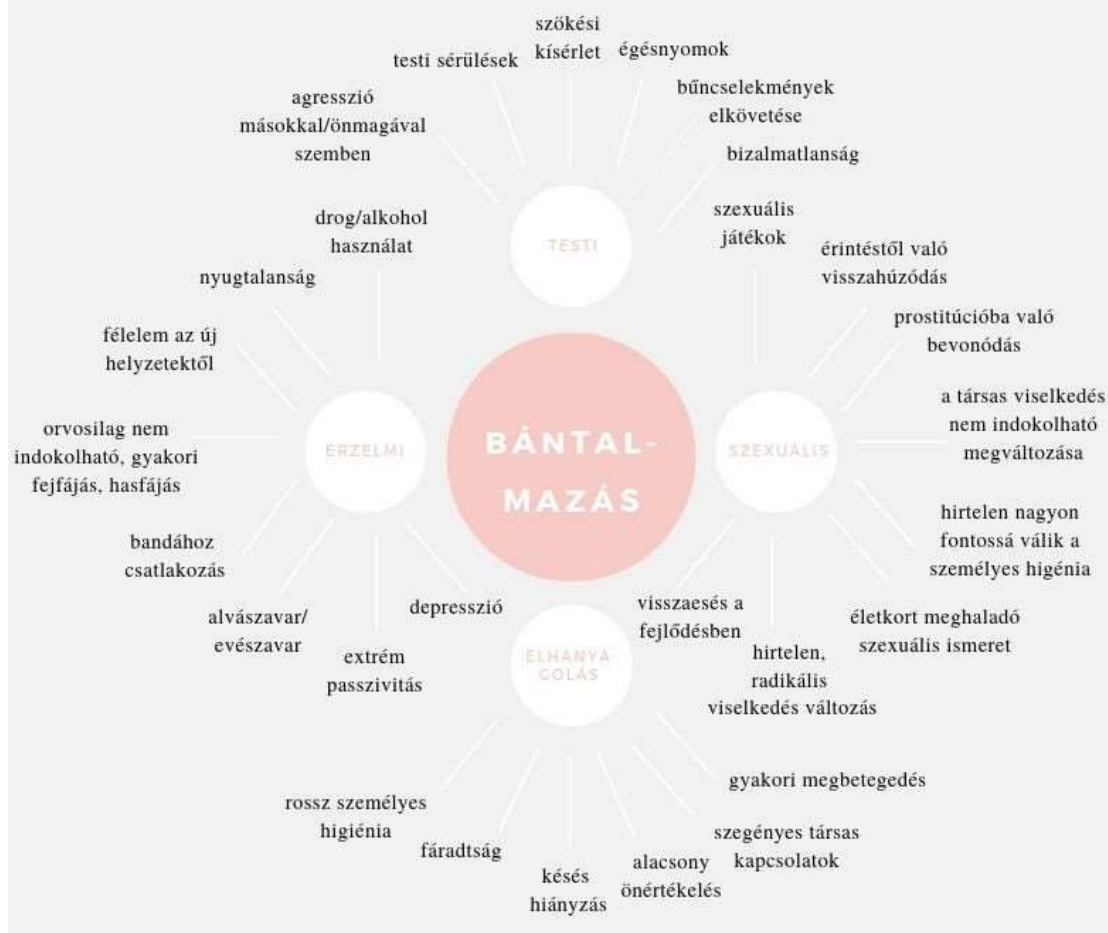 szökési
kísérlet
égésnyomok
testi sérülések
bűncselekmények
elkövetése
agresszió
másokkal/önmagával
szemben
bizalmatlanság
TESTI
drog/alkohol
használat
nyugtalanság
félelem az új
helyzetektől
orvosilag nem
indokolható, gyakori
fejfájás, hasfájás
bandához
csatlakozás
alvászavar/
evészavar
extrém
passzivitás
depresszió
ÉRZELMI
BÁNTAL-
MAZÁS
SZEXUÁLIS
szexuális
játékok
érintéstől való
visszahúzódás
prostitúcióba való
bevonódás
a társas viselkedés
nem indokolható
megváltozása
hirtelen nagyon
fontossá válik a
személyes higénia
életkort meghaladó
szexuális ismeret
hirtelen,
radikális
viselkedés változás
visszaesés a
fejlődésben
ELHANYA-
GOLÁS
rossz személyes
higiénia
fáradtság
késés
hiányzás
alacsony
önértékelés
szegényes társas
kapcsolatok
gyakori megbetegedés